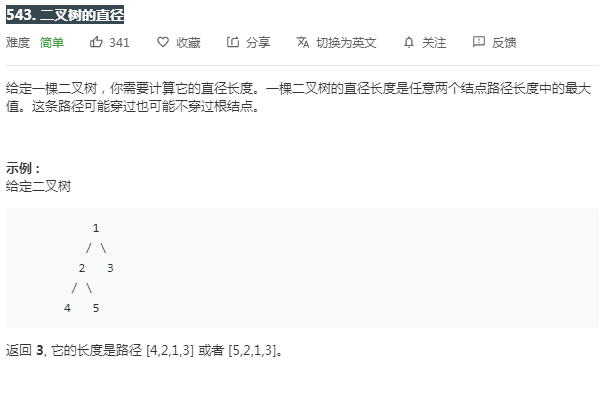 543. 二叉树的直径
难度 简单 341 收藏 分享 切换为英文 关注 反馈
给定一棵二叉树，你需要计算它的直径长度。一棵二叉树的直径长度是任意两个结点路径长度中的最大
值。这条路径可能穿过也可能不穿过根结点。
示例：
给定二叉树
1
/ \
2 3
/ \
4 5
返回 3, 它的长度是路径 [4,2,1,3] 或者 [5,2,1,3]。